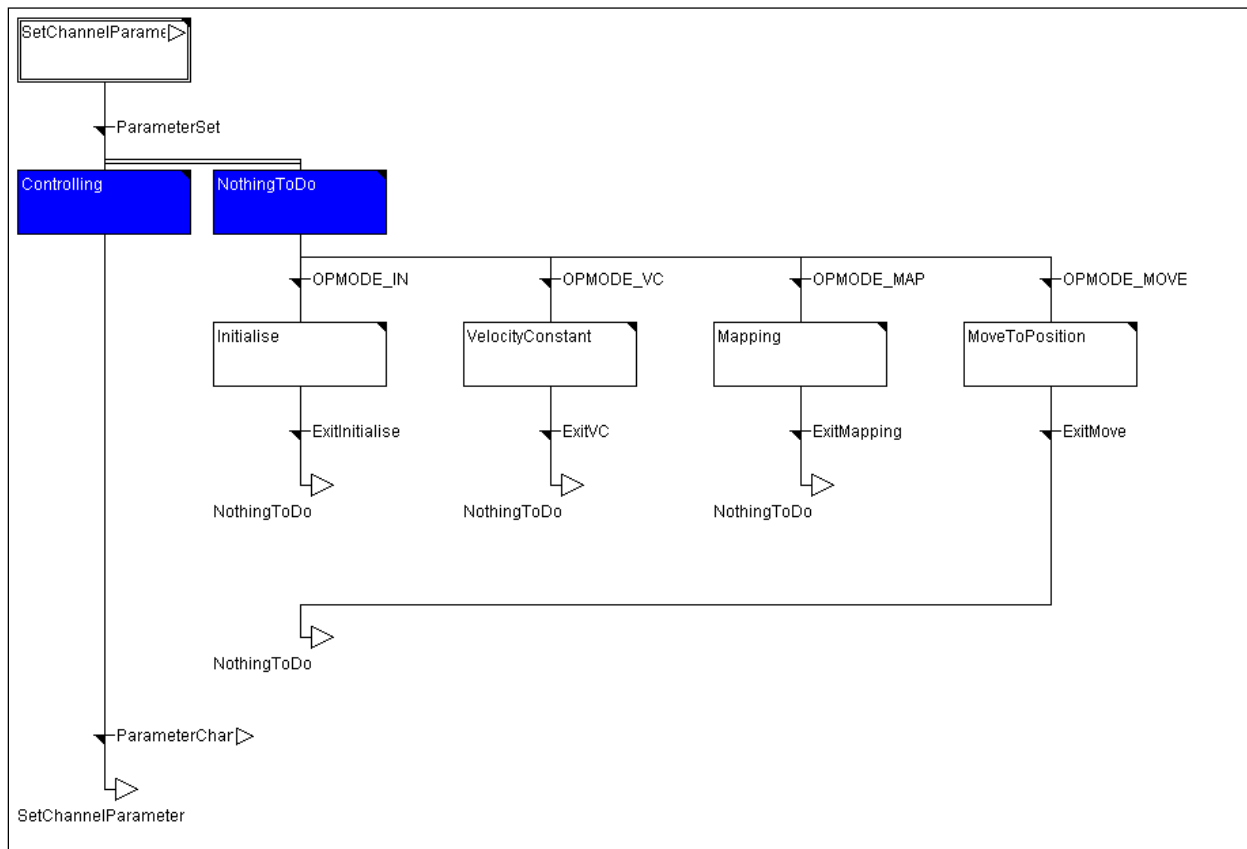 SetChannelParame
ParameterSet
Controlling
NothingToDo
OPMODE_IN
OPMODE_VC
OPMODE_MAP
OPMODE_MOVE
Initialise
VelocityConstant
Mapping
MoveToPosition
ExitInitialise
ExitVC
ExitMapping
ExitMove
NothingToDo
NothingToDo
NothingToDo
NothingToDo
ParameterChar
SetChannelParameter